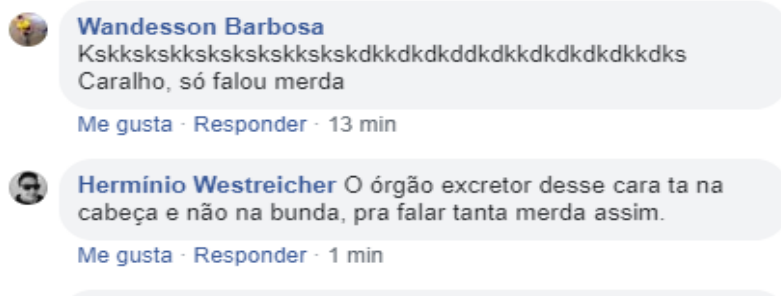 Wandesson Barbosa
Kskkskskkskskskskkskskdkkdkdkddkdkkdkdkdkdkkdks
Caralho, só falou merda
Me gusta · Responder · 13 min
Hermínio Westreicher O órgão excretor desse cara ta na
cabeça e não na bunda, pra falar tanta merda assim.
Me gusta · Responder · 1 min